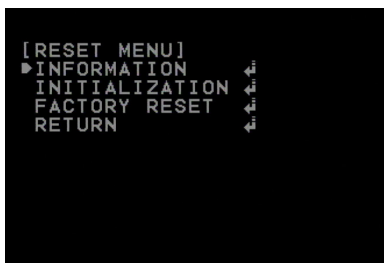 [RESET MENU]
INFORMATION
INITIALIZATION
FACTORY RESET
RETURN